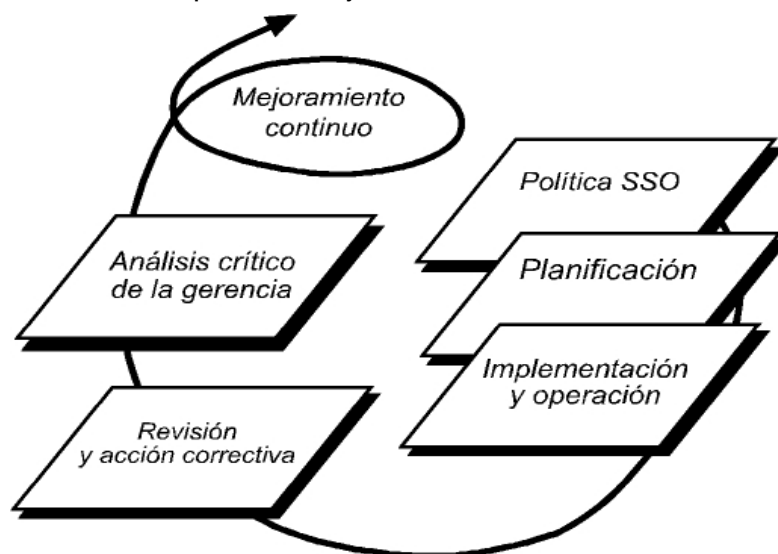 Mejoramiento
continuo
Política SSO
Planificación
Implementación
y operación
Análisis crítico
de la gerencia
Revisión
y acción correctiva